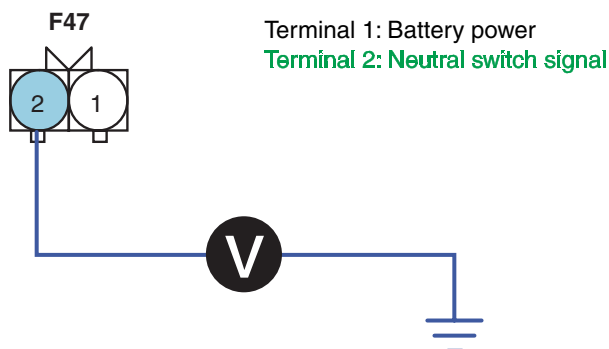 F47
Terminal 1: Battery power
Terminal 2: Neutral switch signal
2 1
V